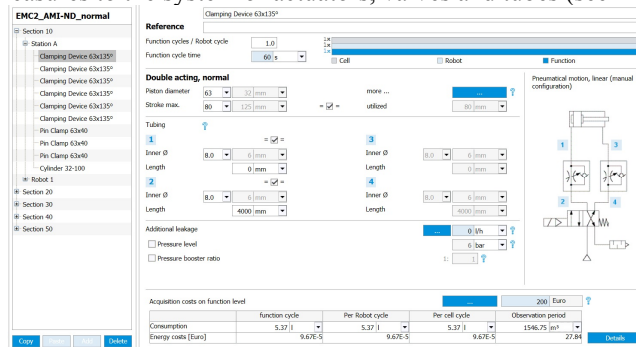 EMC2_AMI-ND_normal
Section 10
Station A
Clamping Device 63x135°
Clamping Device 63x135°
Clamping Device 63x135°
Clamping Device 63x135°
Clamping Device 63x135°
Clamping Device 63x135°
Pin Clamp 63x40
Pin Clamp 63x40
Pin Clamp 63x40
Cylinder 32-100
Robot 1
Section 20
Section 30
Section 40
Section 50
Copy Paste Add Delete
Clamping Device 63x135°
Reference
Function cycles / Robot cycle 1.0
Function cycle time 60 s
1x
1x
1x
Cell Robot Function
Double acting, normal
Piston diameter 63 32 mm more ... ... ?
Stroke max. 80 125 mm = = utilized 80 mm
Tubing ?
1 = = 3
Inner Ø 8.0 6 mm Inner Ø 8.0 6 mm
Length 0 mm Length 0 mm
2 = = 4
Inner Ø 8.0 6 mm Inner Ø 8.0 6 mm
Length 4000 mm Length 4000 mm
Additional leakage ... 0 l/h ?
Pressure level 6 bar ?
Pressure booster ratio 1: 1 ?
Pneumatical motion, linear (manual
configuration)
1 3
2 4
Acquisition costs on function level ... 200 Euro ?
function cycle Per Robot cycle Per cell cycle Observation period
Consumption 5.37 l 5.37 l 5.37 l 1546.75 m³
Energy costs [Euro] 9.67E-5 9.67E-5 9.67E-5 27.84
Details